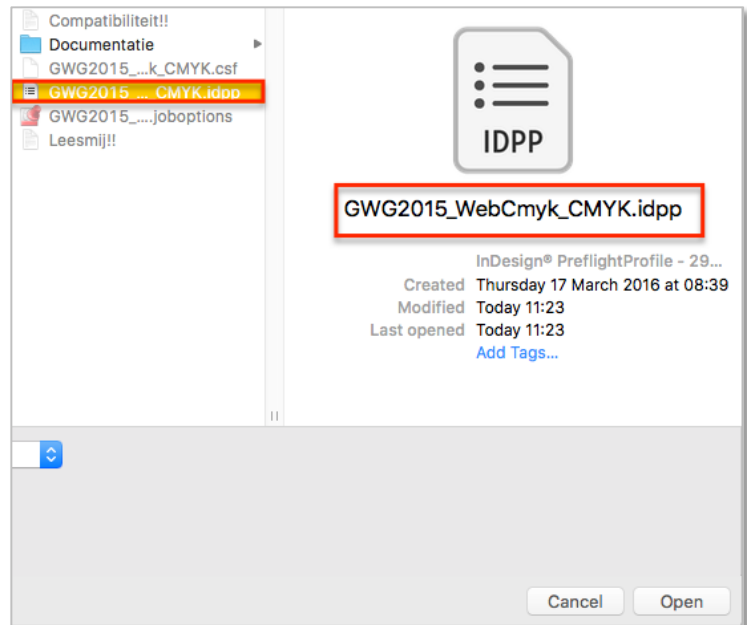 Compatibiliteit!!
Documentatie
GWG2015_...k_CMYK.csf
GWG2015_..._CMYK.idpp
GWG2015_....joboptions
Leesmij!!
IDPP
GWG2015_WebCmyk_CMYK.idpp
InDesign® PreflightProfile - 29...
Created Thursday 17 March 2016 at 08:39
Modified Today 11:23
Last opened Today 11:23
Add Tags...
Cancel Open